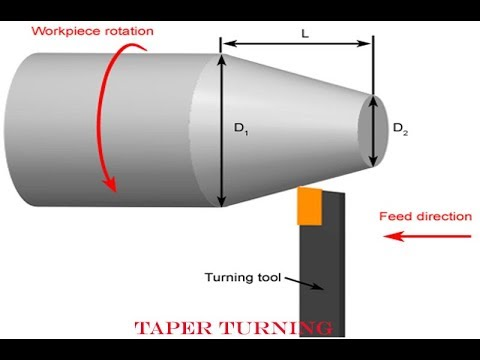 Workpiece rotation
L
D1
D2
Feed direction
Turning tool
TAPER TURNING